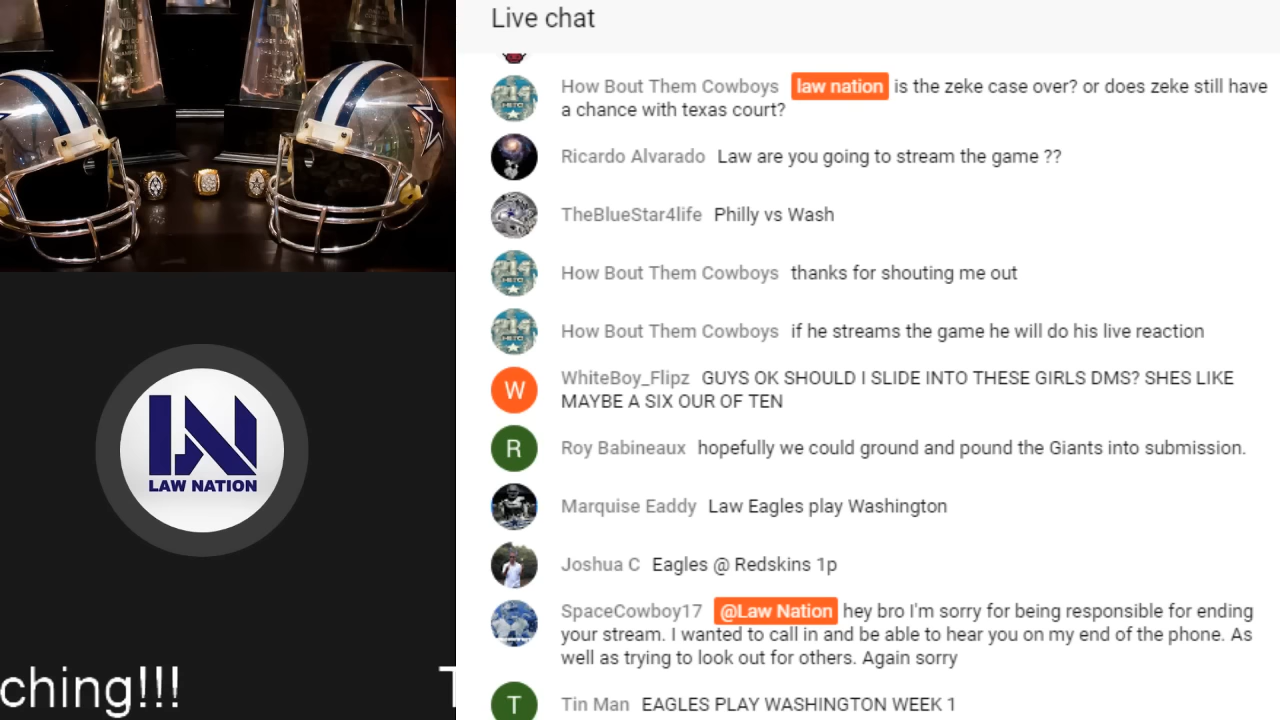 Live chat
How Bout Them Cowboys law nation is the zeke case over? or does zeke still have
a chance with texas court?
Ricardo Alvarado Law are you going to stream the game ??
TheBlueStar4life Philly vs Wash
How Bout Them Cowboys thanks for shouting me out
How Bout Them Cowboys if he streams the game he will do his live reaction
W
WhiteBoy_Flipz GUYS OK SHOULD I SLIDE INTO THESE GIRLS DMS? SHES LIKE
MAYBE A SIX OUR OF TEN
R
Roy Babineaux hopefully we could ground and pound the Giants into submission.
Marquise Eaddy Law Eagles play Washington
Joshua C Eagles @ Redskins 1p
SpaceCowboy17 @Law Nation hey bro I'm sorry for being responsible for ending
your stream. I wanted to call in and be able to hear you on my end of the phone. As
well as trying to look out for others. Again sorry
T
Tin Man EAGLES PLAY WASHINGTON WEEK 1
LN
LAW NATION
ching!!!
T